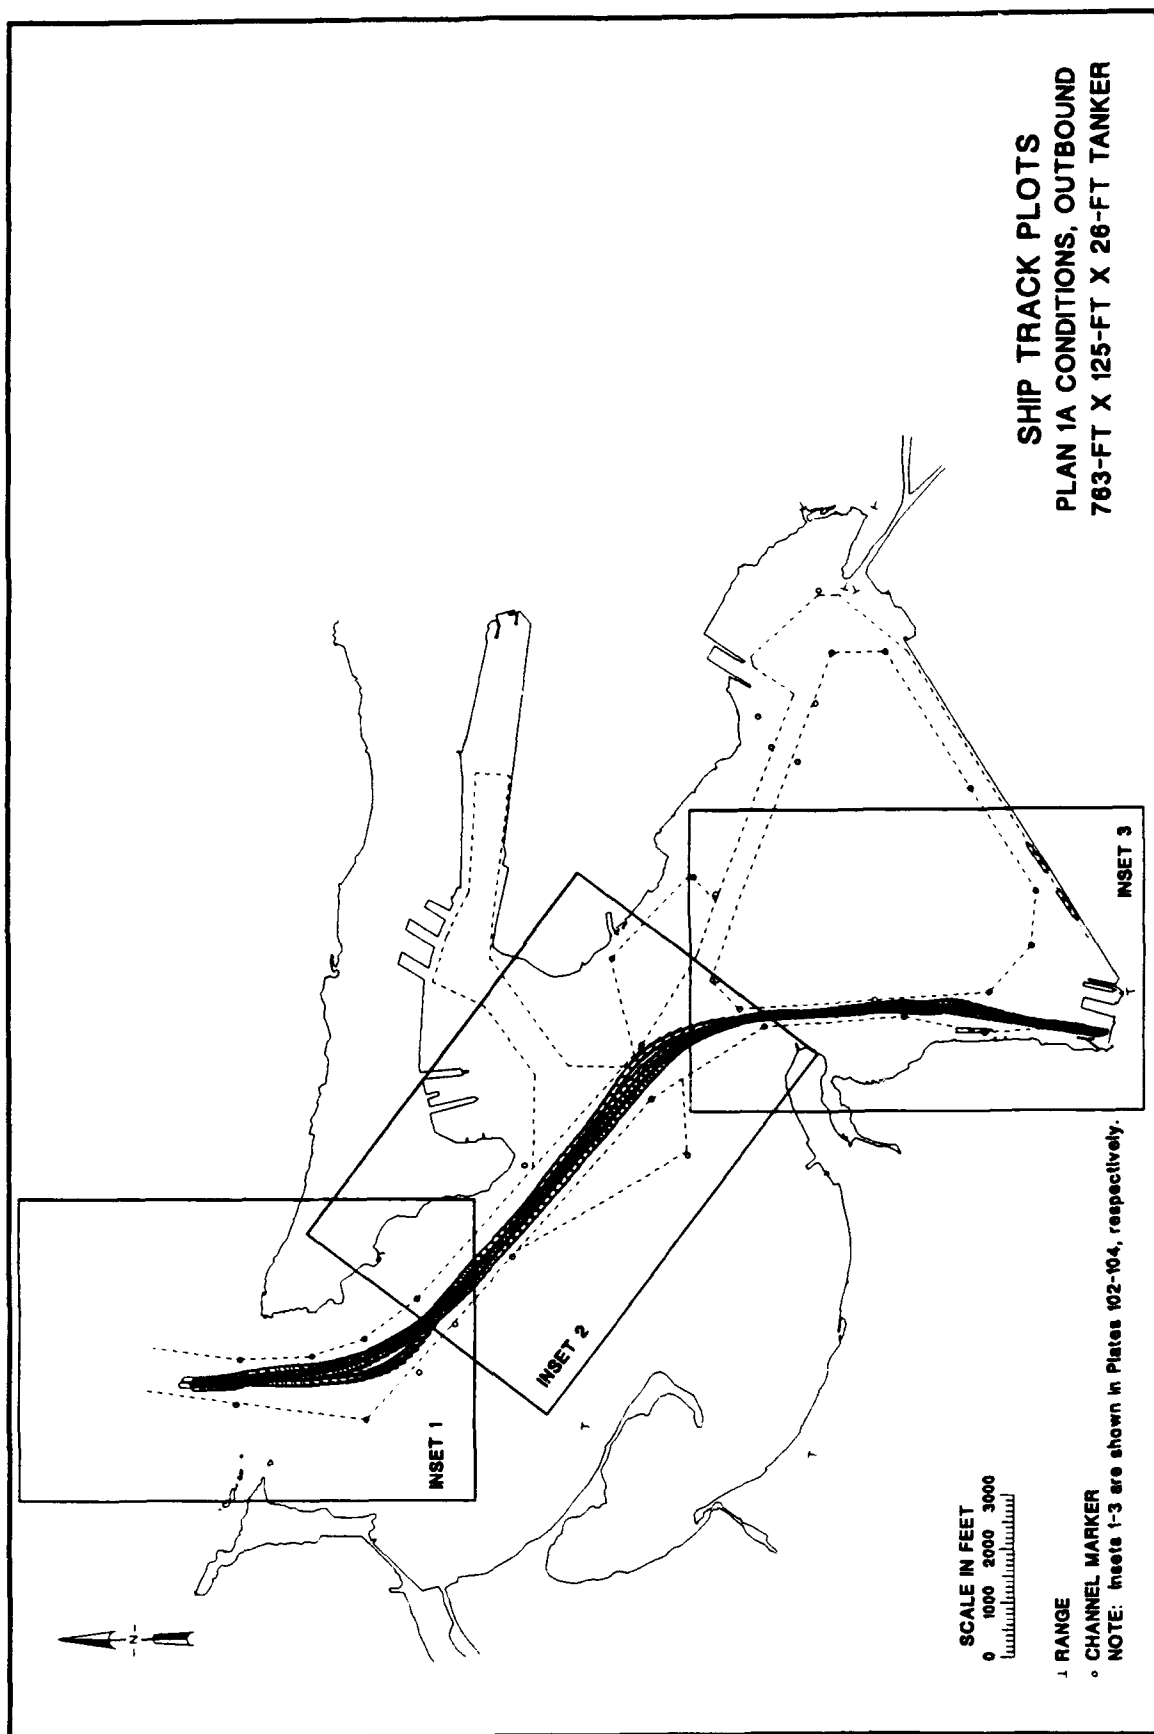 SHIP TRACK PLOTS
PLAN 1A CONDITIONS, OUTBOUND
763-FT X 125-FT X 26-FT TANKER
INSET 1
INSET 2
INSET 3
N
SCALE IN FEET
0 1000 2000 3000
RANGE
CHANNEL MARKER
NOTE: Insets 1-3 are shown in Plates 102-104, respectively.